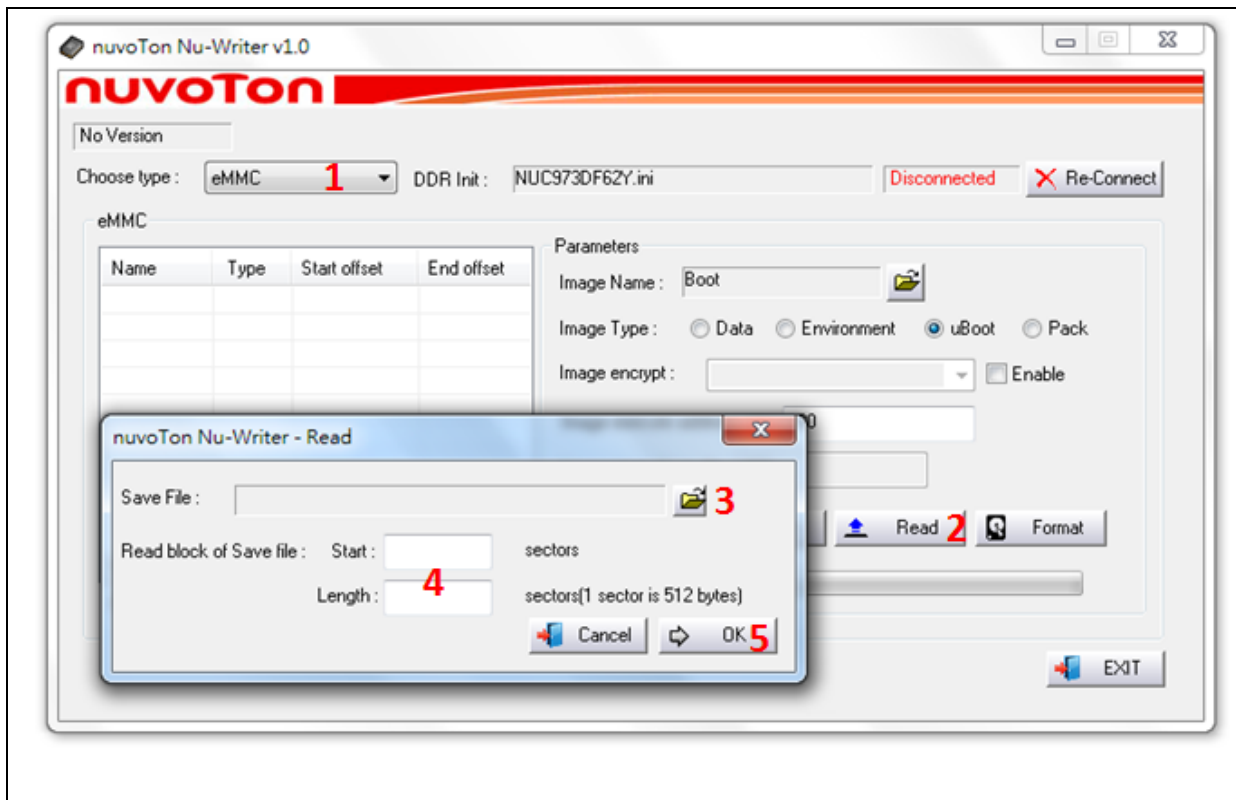 nuvoTon Nu-Writer v1.0
nuvoTon
No Version
Choose type : eMMC 1 DDR Init : NUC973DF62Y.ini Disconnected Re-Connect
eMMC
Name Type Start offset End offset
Parameters
Image Name : Boot
Image Type : Data Environment uBoot Pack
Image encrypt : Enable
nuvoTon Nu-Writer - Read
Save File : 3
Read block of Save file : Start : sectors
4
Length : sectors(1 sector is 512 bytes)
Cancel OK 5
Read 2 Format
EXIT